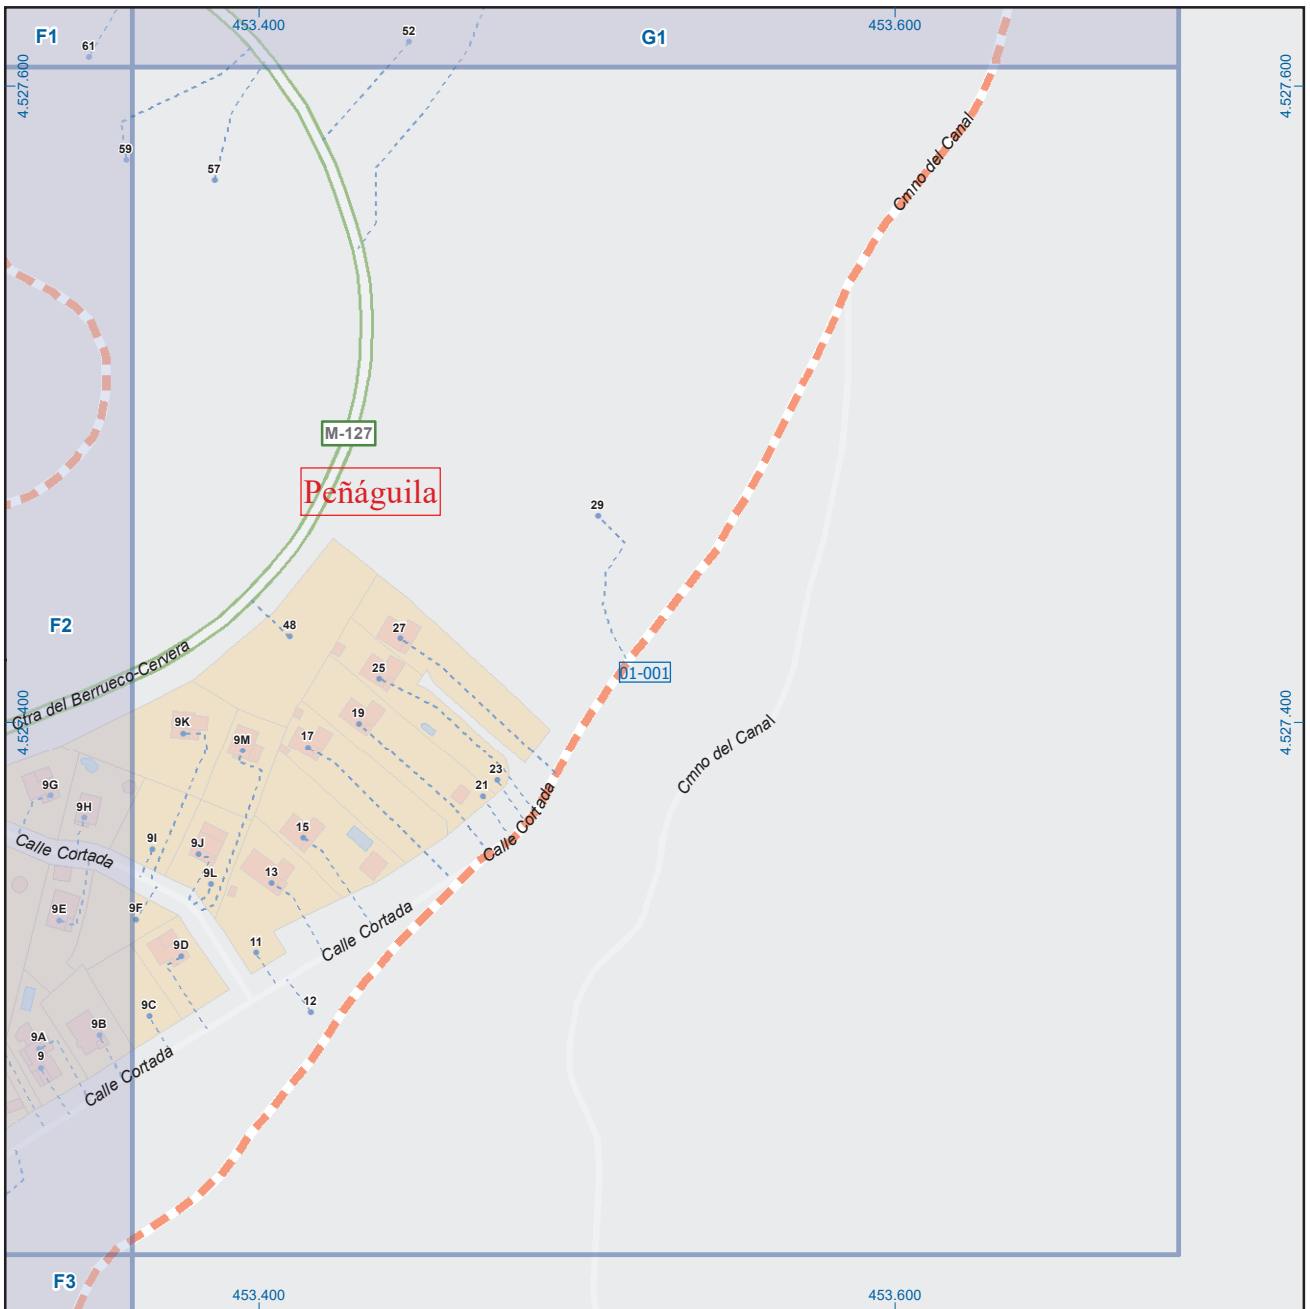 F1
453.400
G1
453.600
61
52
4.527.600
4.527.600
59
57
Cmno del Canal
M-127
Peñáguila
29
F2
48
27
Ctra del Berrueco-Cervera
25
01-001
4.527.400
4.527.400
9K
9M
17
19
Cmno del Canal
9G
9H
23
21
Calle Cortada
9I
9J
15
Calle Cortada
9L
13
9E
9F
Calle Cortada
9D
11
9C
12
9B
9A
9
Calle Cortada
F3
453.400
453.600